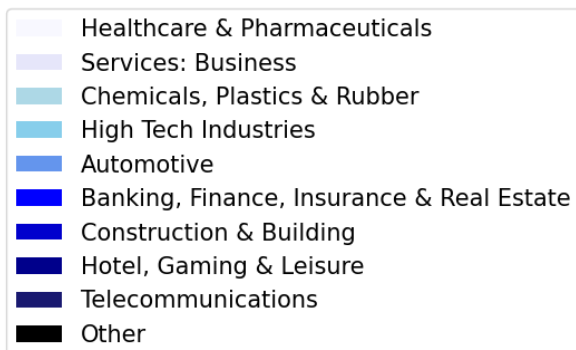 Healthcare & Pharmaceuticals
Services: Business
Chemicals, Plastics & Rubber
High Tech Industries
Automotive
Banking, Finance, Insurance & Real Estate
Construction & Building
Hotel, Gaming & Leisure
Telecommunications
Other